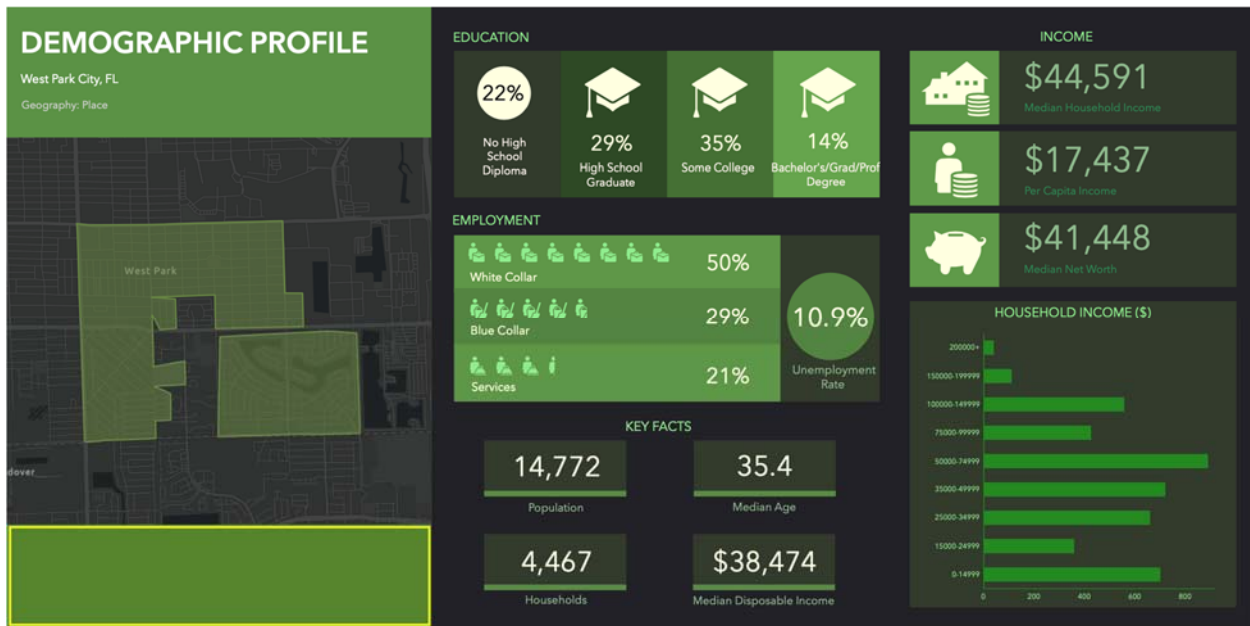 DEMOGRAPHIC PROFILE
West Park City, FL
Geography: Place
West Park
dover
EDUCATION
22%
No High
School
Diploma
29%
High School
Graduate
35%
Some College
14%
Bachelor's/Grad/Prof
Degree
EMPLOYMENT
White Collar
50%
Blue Collar
29%
Services
21%
10.9%
Unemployment
Rate
KEY FACTS
14,772
Population
35.4
Median Age
4,467
Households
$38,474
Median Disposable Income
INCOME
$44,591
Median Household Income
$17,437
Per Capita Income
$41,448
Median Net Worth
HOUSEHOLD INCOME ($)
200000+
150000-199999
100000-149999
75000-99999
50000-74999
35000-49999
25000-34999
15000-24999
0-14999
0 200 400 600 800